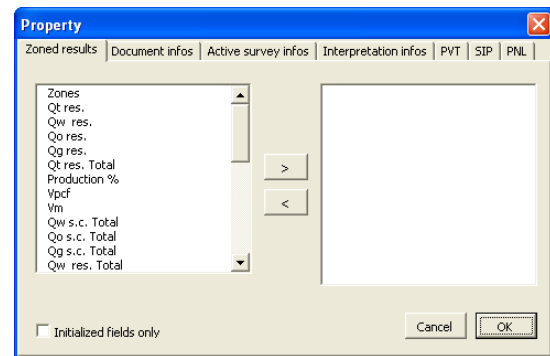 Property
Zoned results Document infos Active survey infos Interpretation infos PVT SIP PNL
Zones
Qt res.
Qw res.
Qo res.
Qg res.
Qt res. Total
Production %
Vpcf
Vm
Qw s.c. Total
Qo s.c. Total
Qg s.c. Total
Qw res. Total
>
<
Initialized fields only
Cancel OK